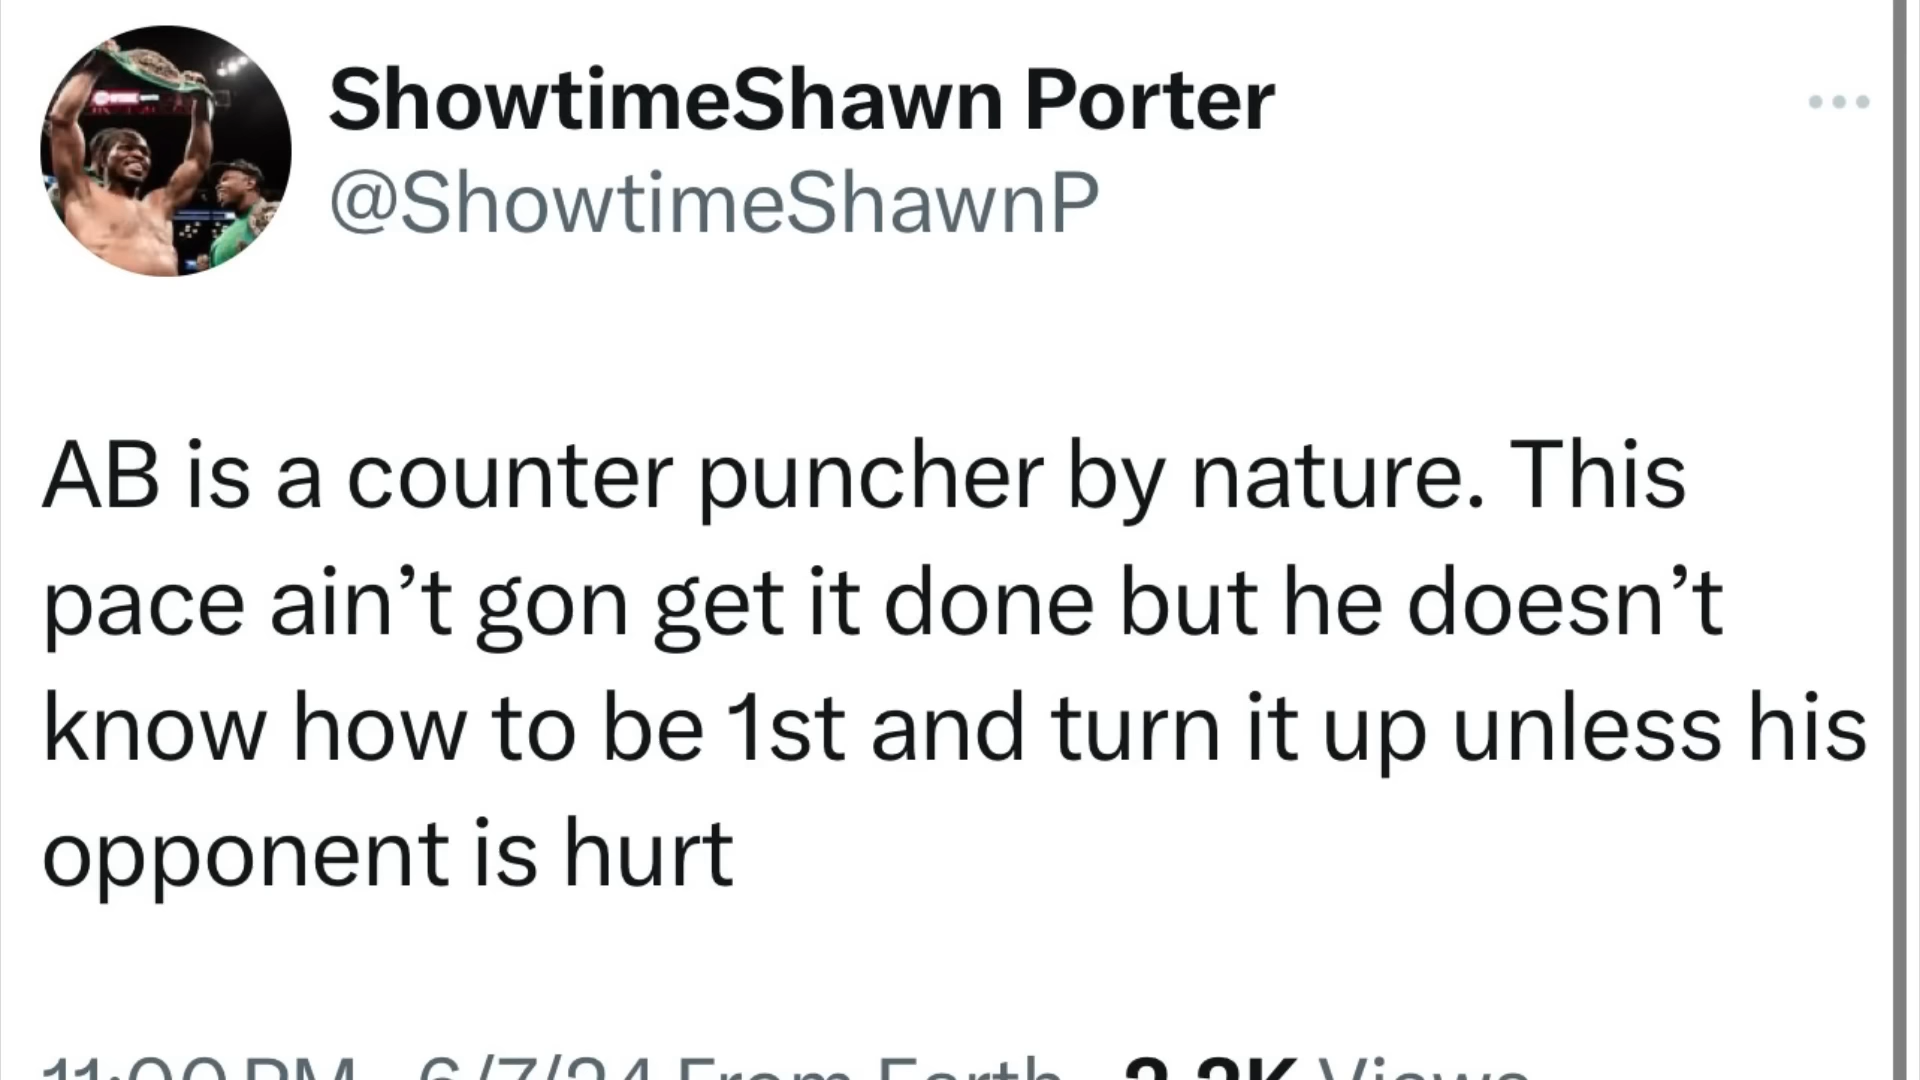 ShowtimeShawn Porter
@ShowtimeShawnP
AB is a counter puncher by nature. This
pace ain’t gon get it done but he doesn’t
know how to be 1st and turn it up unless his
opponent is hurt
11:00 PM · 6/7/24 From Earth · 2.2K Views